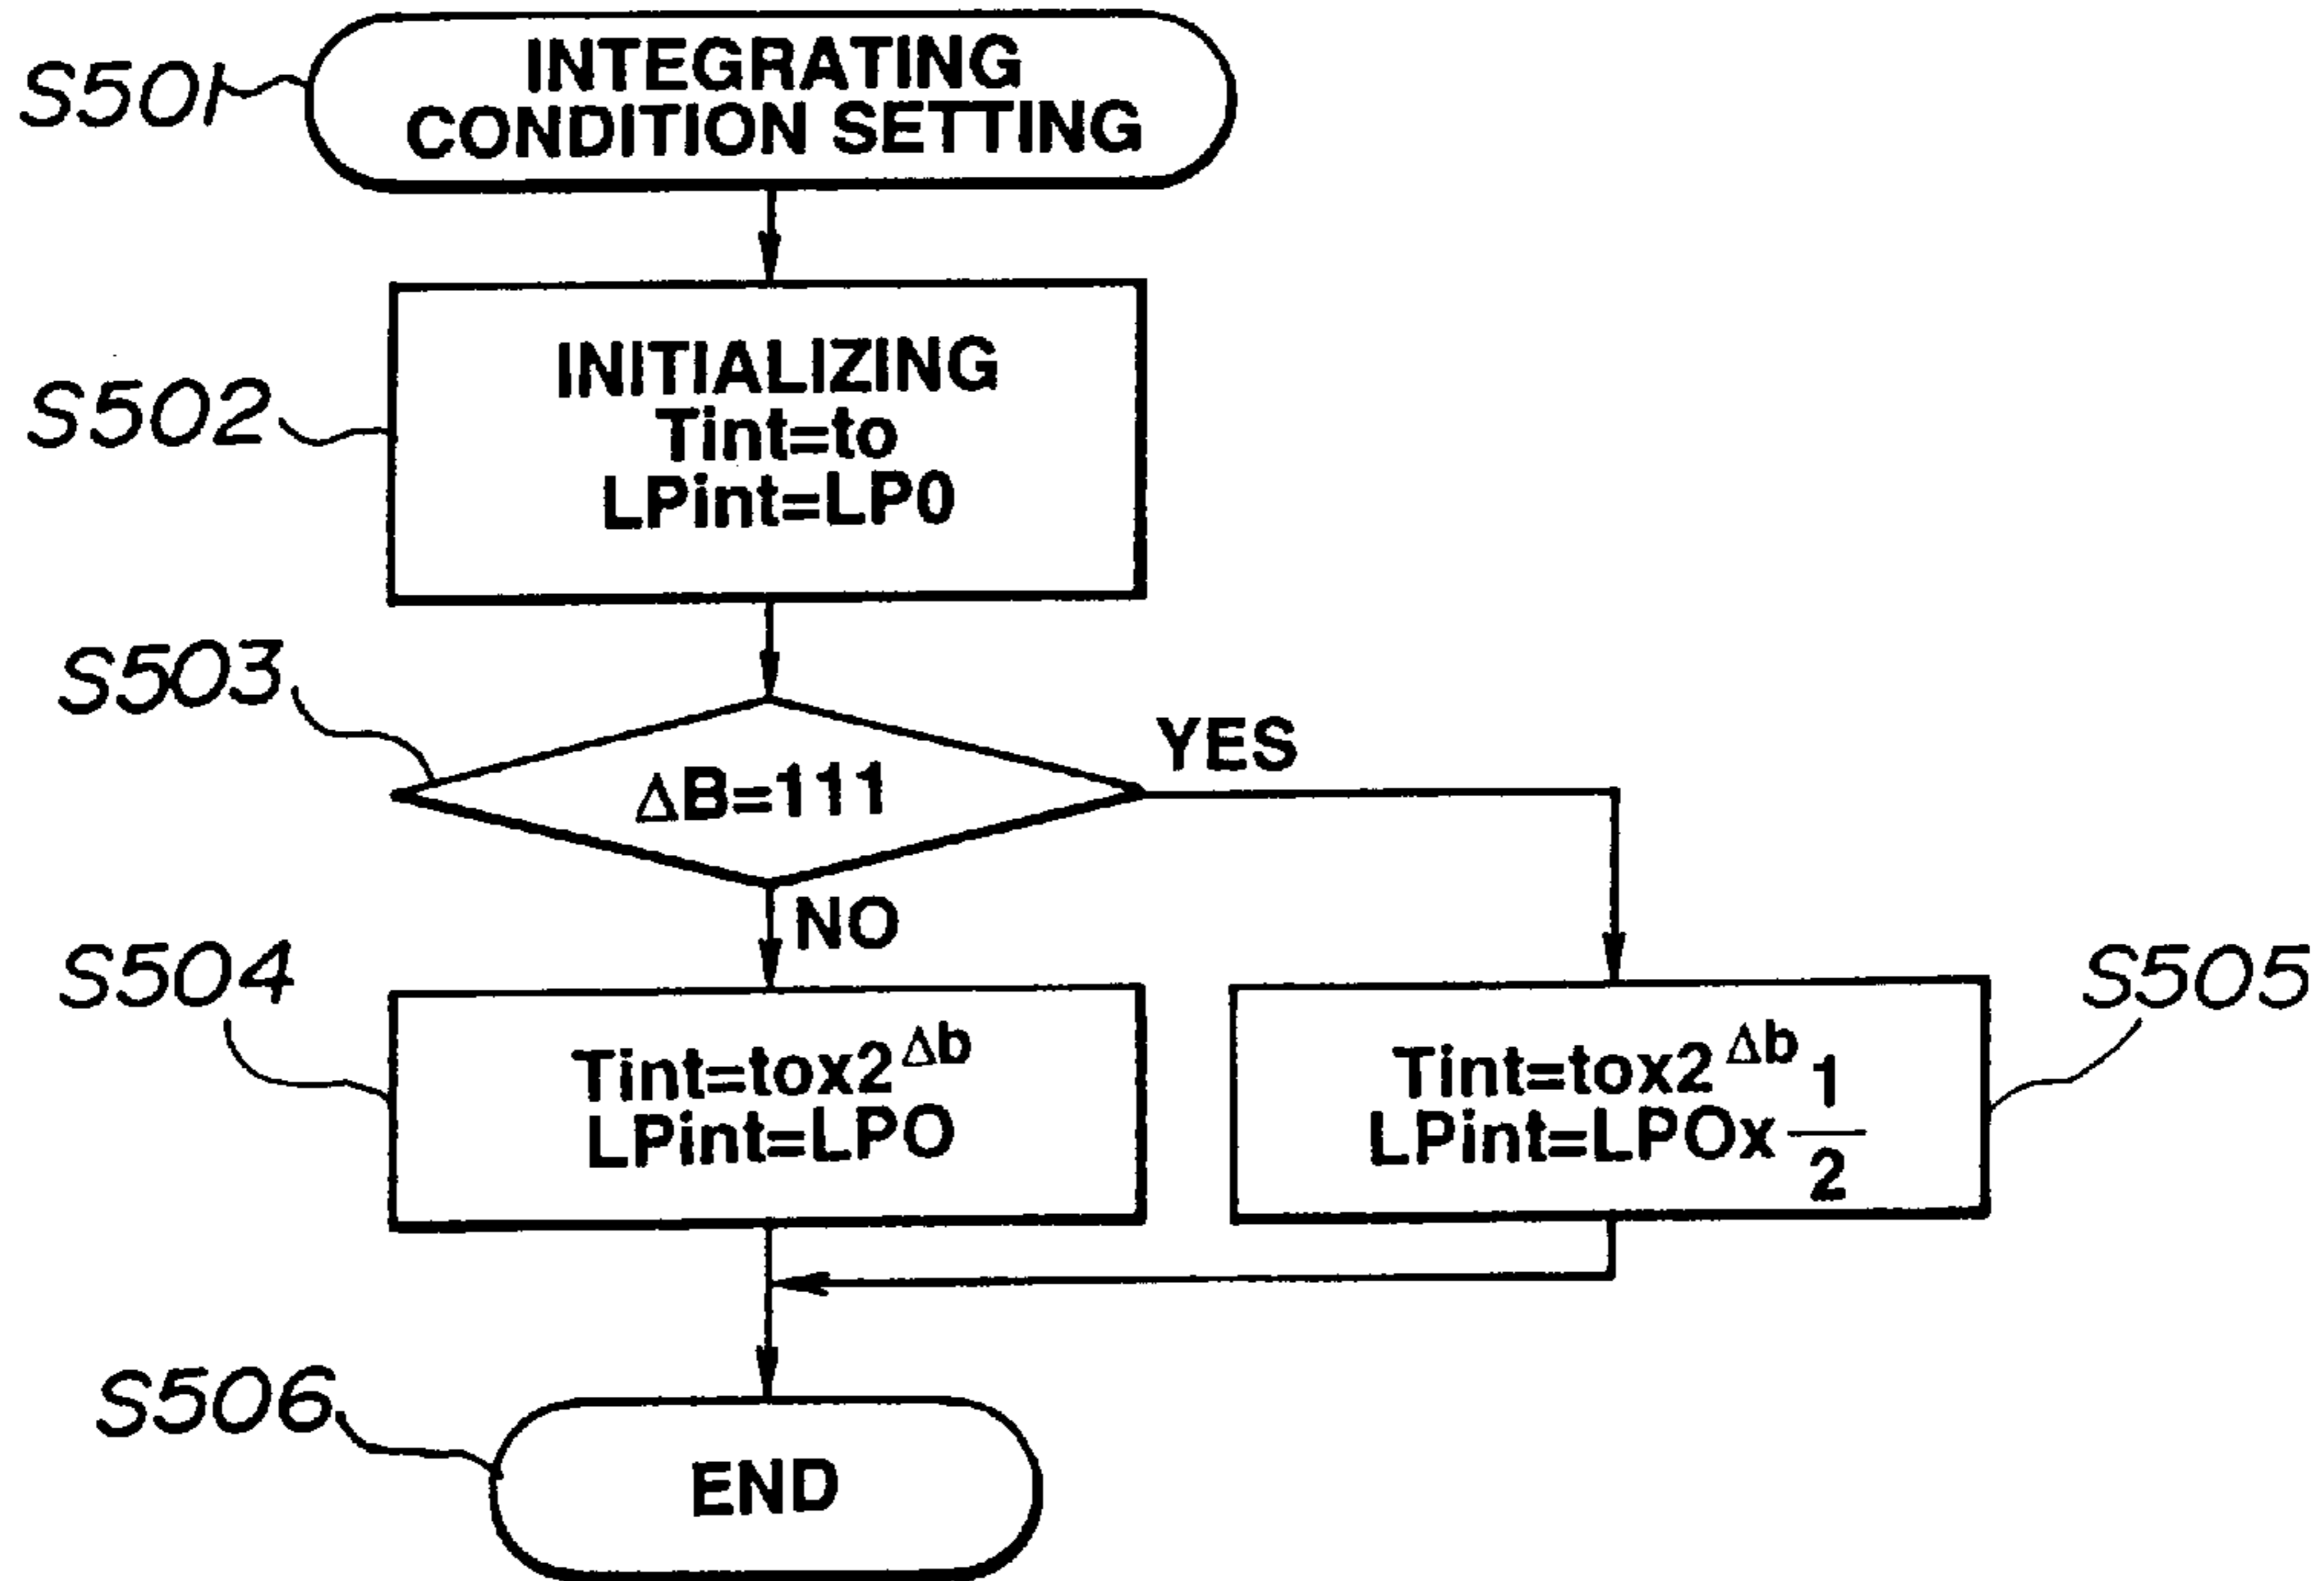 S501
INTEGRATING
CONDITION SETTING
S502
INITIALIZING
Tint=to
LPint=LP0
S503
ΔB=111
YES
NO
S504
Tint=tox2^Δb
LPint=LPO
S505
Tint=tox2^Δb
LPint=LPOx 1/2
S506
END